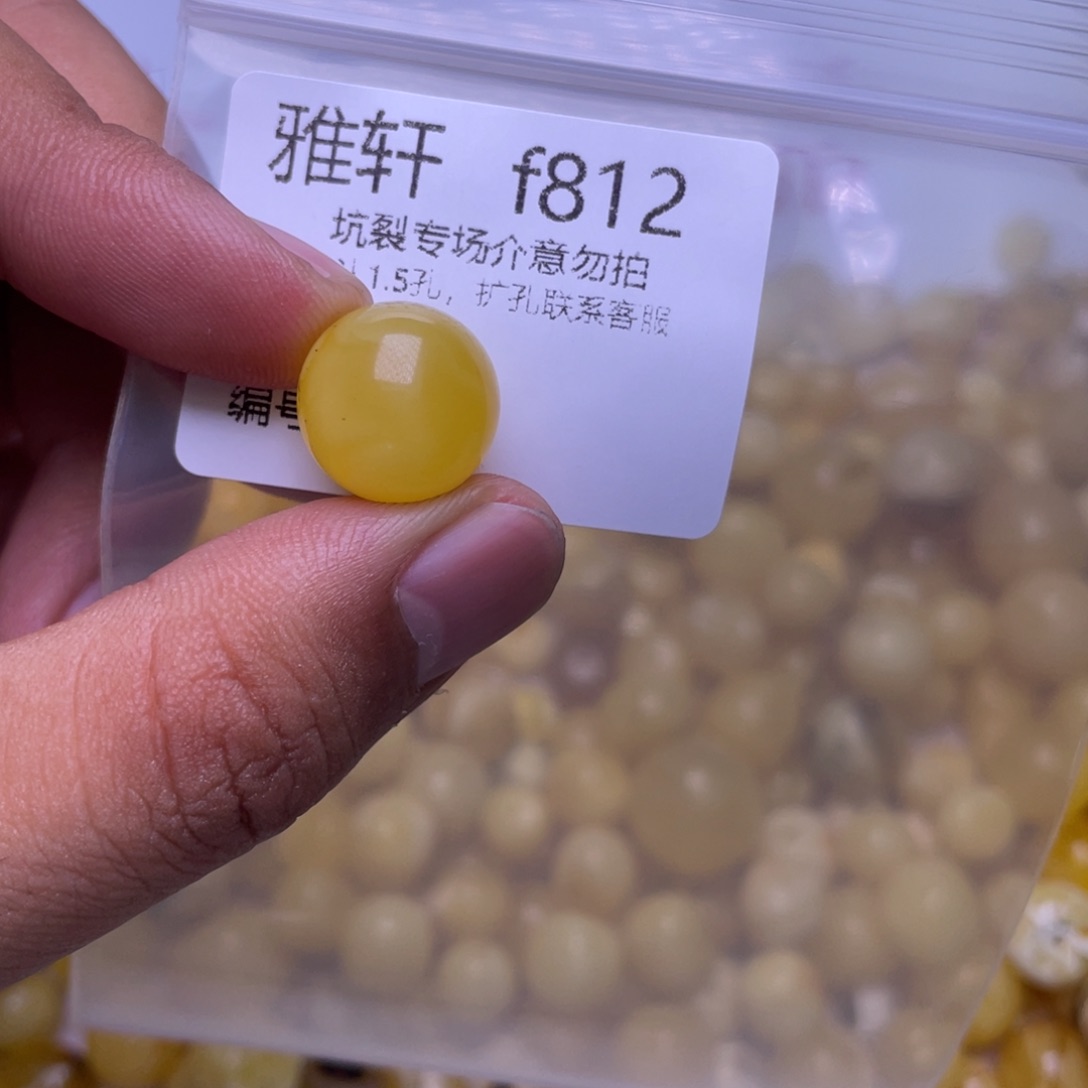 雅轩 f812
坑裂专场介意勿拍
1.5孔，扩孔联系客服
编号